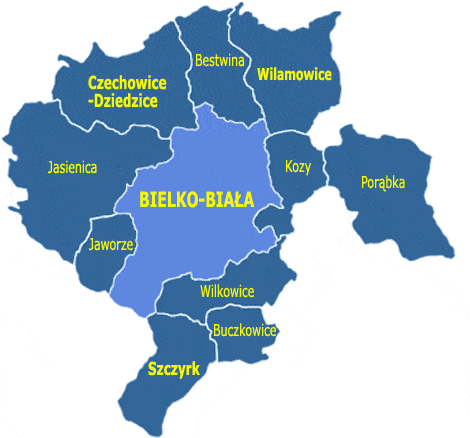 Bestwina
Wilamowice
Czechowice
-Dziedzice
Jasienica
Kozy
Porąbka
BIELKO-BIAŁA
Jaworze
Wilkowice
Buczkowice
Szczyrk